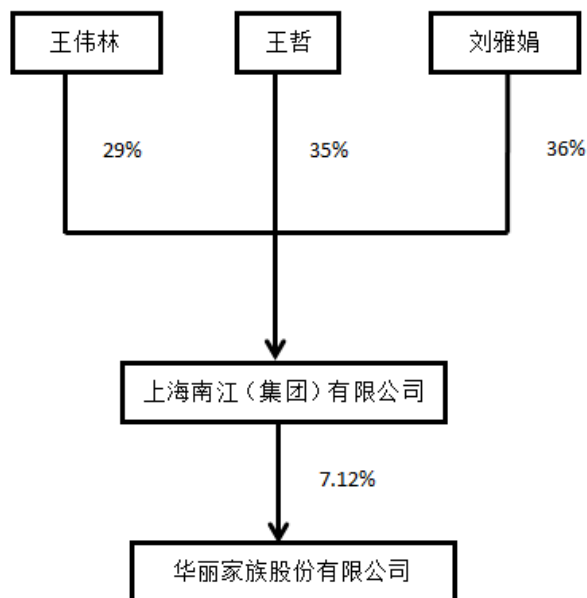 王伟林
王哲
刘雅娟
29%
35%
36%
上海南江（集团）有限公司
7.12%
华丽家族股份有限公司